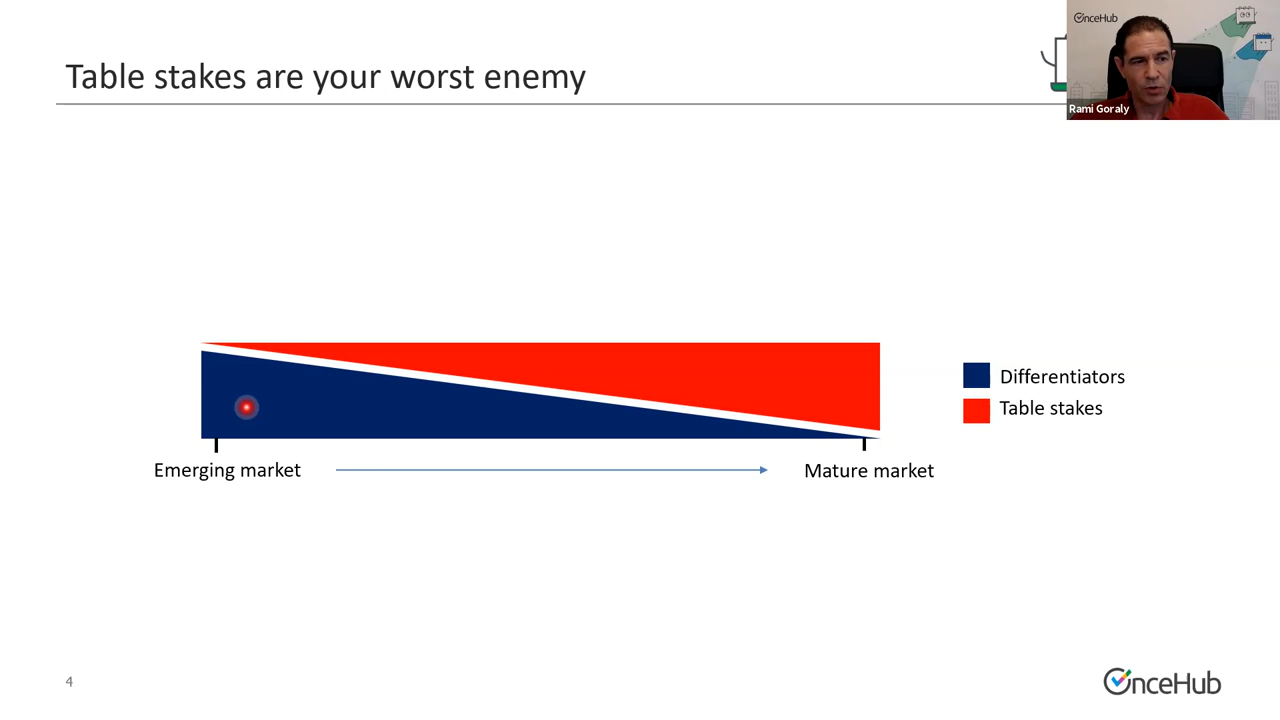 Table stakes are your worst enemy
OnceHub
Rami Goraly
Differentiators
Table stakes
Emerging market
Mature market
4
OnceHub